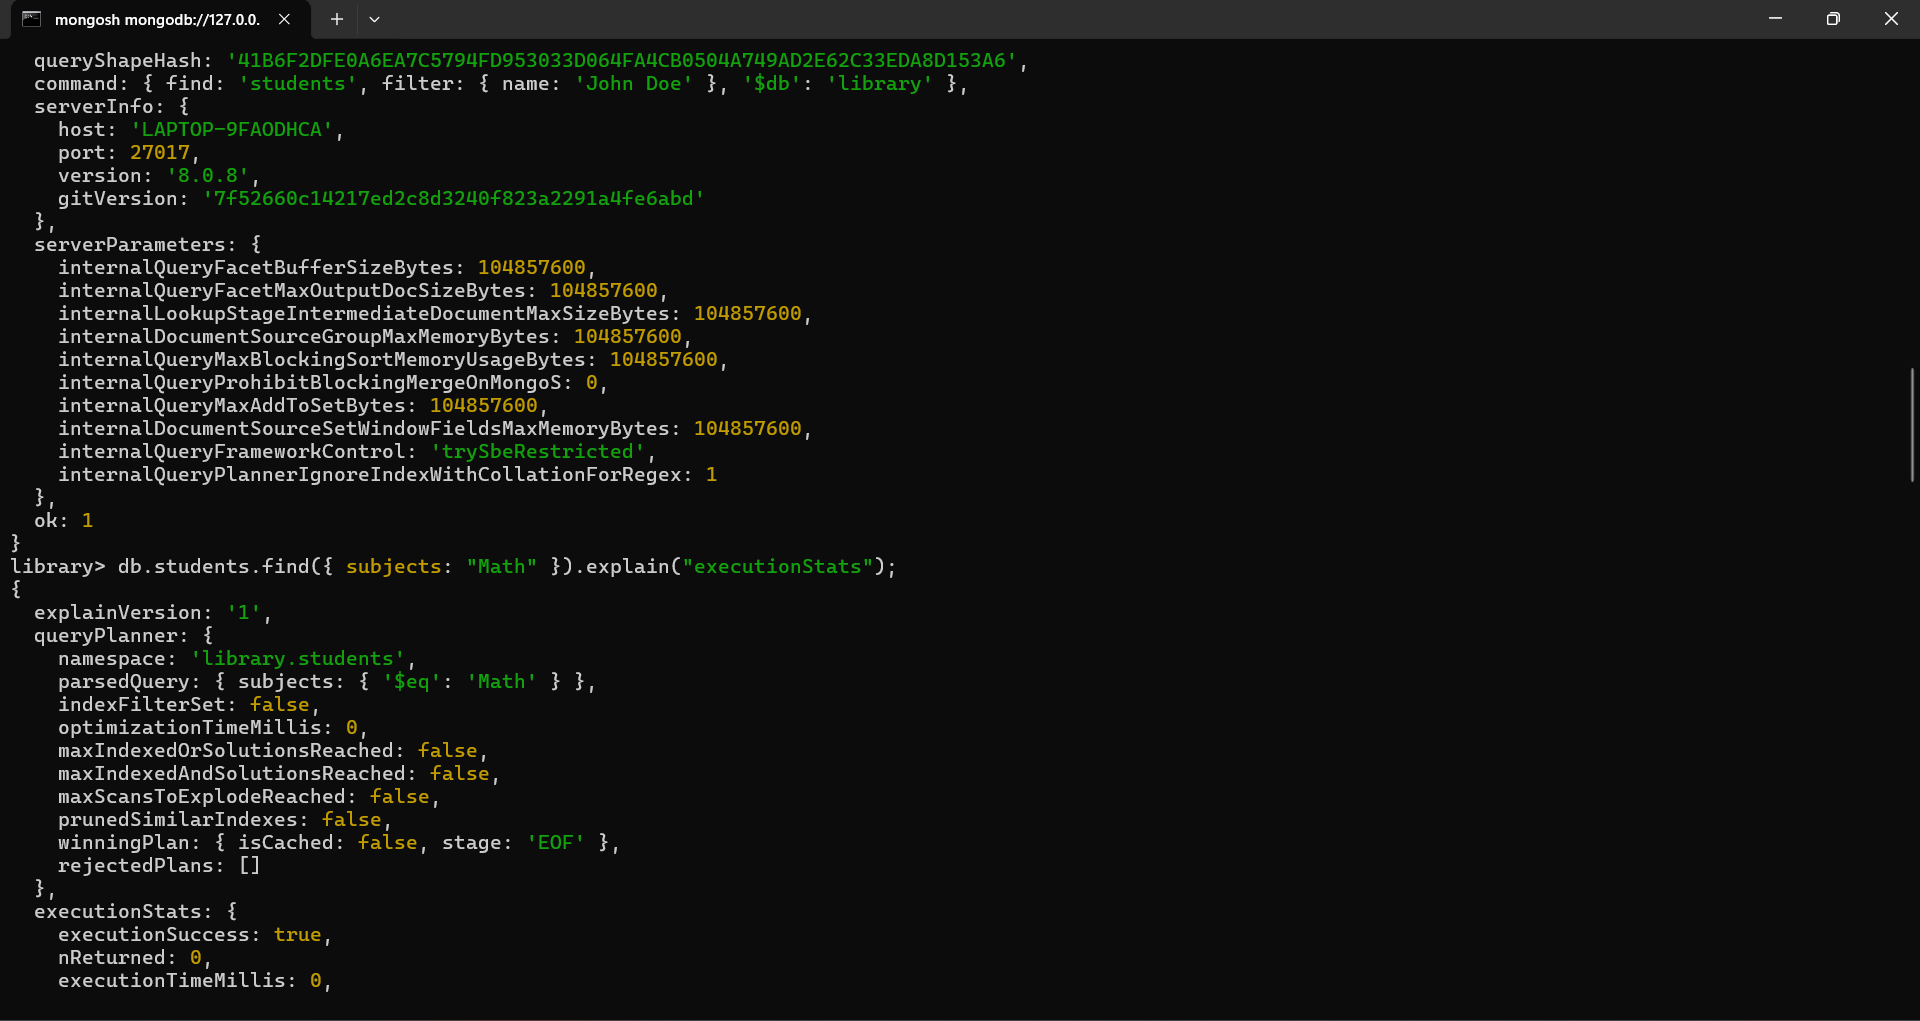 mongosh mongodb://127.0.0.
queryShapeHash: '41B6F2DFE0A6EA7C5794FD953033D064FA4CB0504A749AD2E62C33EDA8D153A6',
command: { find: 'students', filter: { name: 'John Doe' }, '$db': 'library' },
serverInfo: {
host: 'LAPTOP-9FAODHCA',
port: 27017,
version: '8.0.8',
gitVersion: '7f52660c14217ed2c8d3240f823a2291a4fe6abd'
},
serverParameters: {
internalQueryFacetBufferSizeBytes: 104857600,
internalQueryFacetMaxOutputDocSizeBytes: 104857600,
internalLookupStageIntermediateDocumentMaxSizeBytes: 104857600,
internalDocumentSourceGroupMaxMemoryBytes: 104857600,
internalQueryMaxBlockingSortMemoryUsageBytes: 104857600,
internalQueryProhibitBlockingMergeOnMongoS: 0,
internalQueryMaxAddToSetBytes: 104857600,
internalDocumentSourceSetWindowFieldsMaxMemoryBytes: 104857600,
internalQueryFrameworkControl: 'trySbeRestricted',
internalQueryPlannerIgnoreIndexWithCollationForRegex: 1
},
ok: 1
}
library> db.students.find({ subjects: "Math" }).explain("executionStats");
{
explainVersion: '1',
queryPlanner: {
namespace: 'library.students',
parsedQuery: { subjects: { '$eq': 'Math' } },
indexFilterSet: false,
optimizationTimeMillis: 0,
maxIndexedOrSolutionsReached: false,
maxIndexedAndSolutionsReached: false,
maxScansToExplodeReached: false,
prunedSimilarIndexes: false,
winningPlan: { isCached: false, stage: 'EOF' },
rejectedPlans: []
},
executionStats: {
executionSuccess: true,
nReturned: 0,
executionTimeMillis: 0,